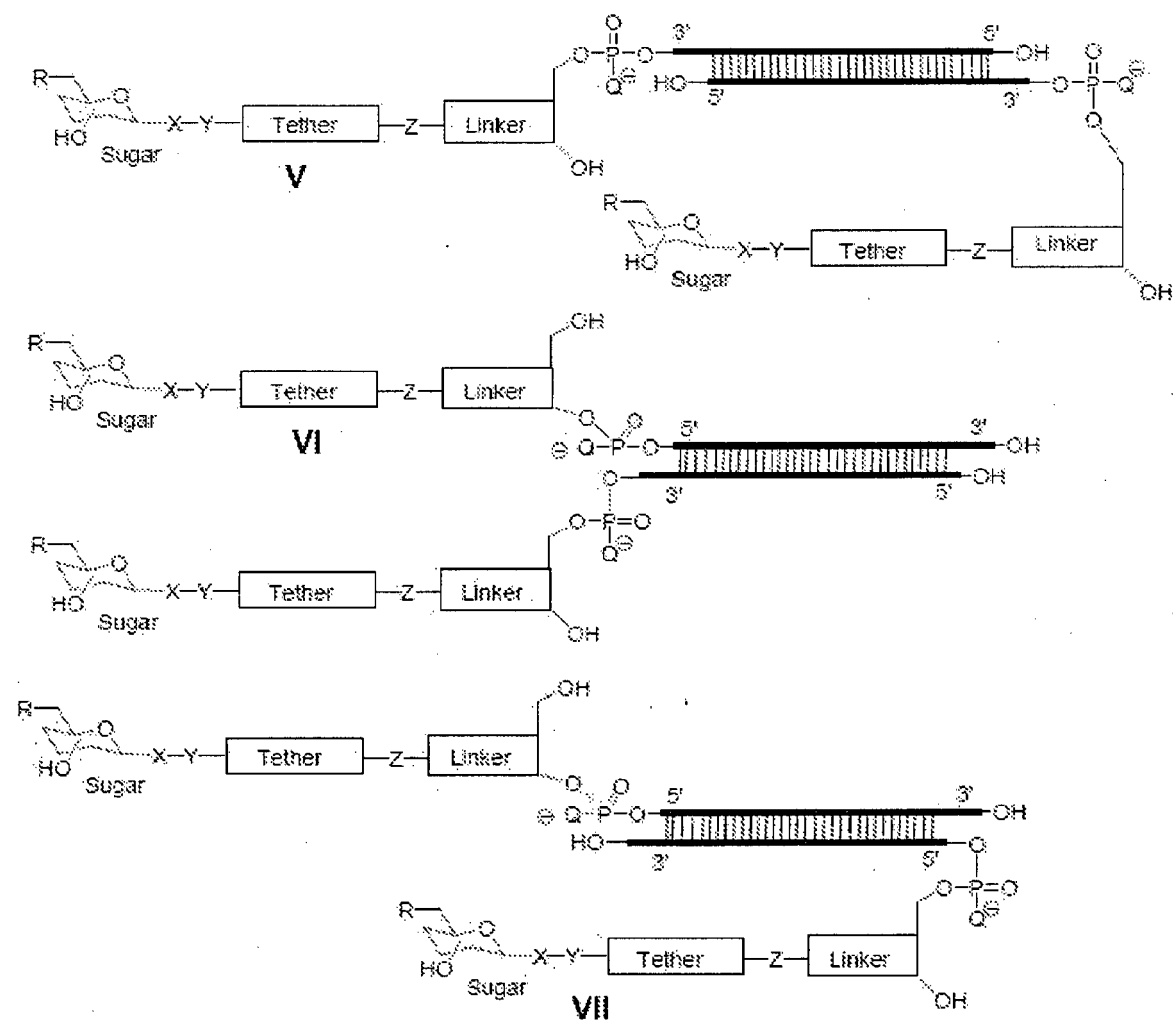 O
O–P–O 3' 5' OH
Q⊖
HO 5' 3' O–P–Q⊖
O
O
R O
HO Sugar X–Y Tether Z Linker
OH
V
R O
HO Sugar X–Y Tether Z Linker
OH
OH
R O
HO Sugar X–Y Tether Z Linker
VI
O O
⊖ Q–P–O 5' 3' OH
O 3' 5' OH
O–P=O
Q⊖
R O
HO Sugar X–Y Tether Z Linker
OH
OH
R O
HO Sugar X–Y Tether Z Linker
O O
⊖ Q–P–O 5' 3' OH
HO 3' 5' O
O–P=O
Q⊖
R O
HO Sugar X–Y Tether Z Linker
OH
VII